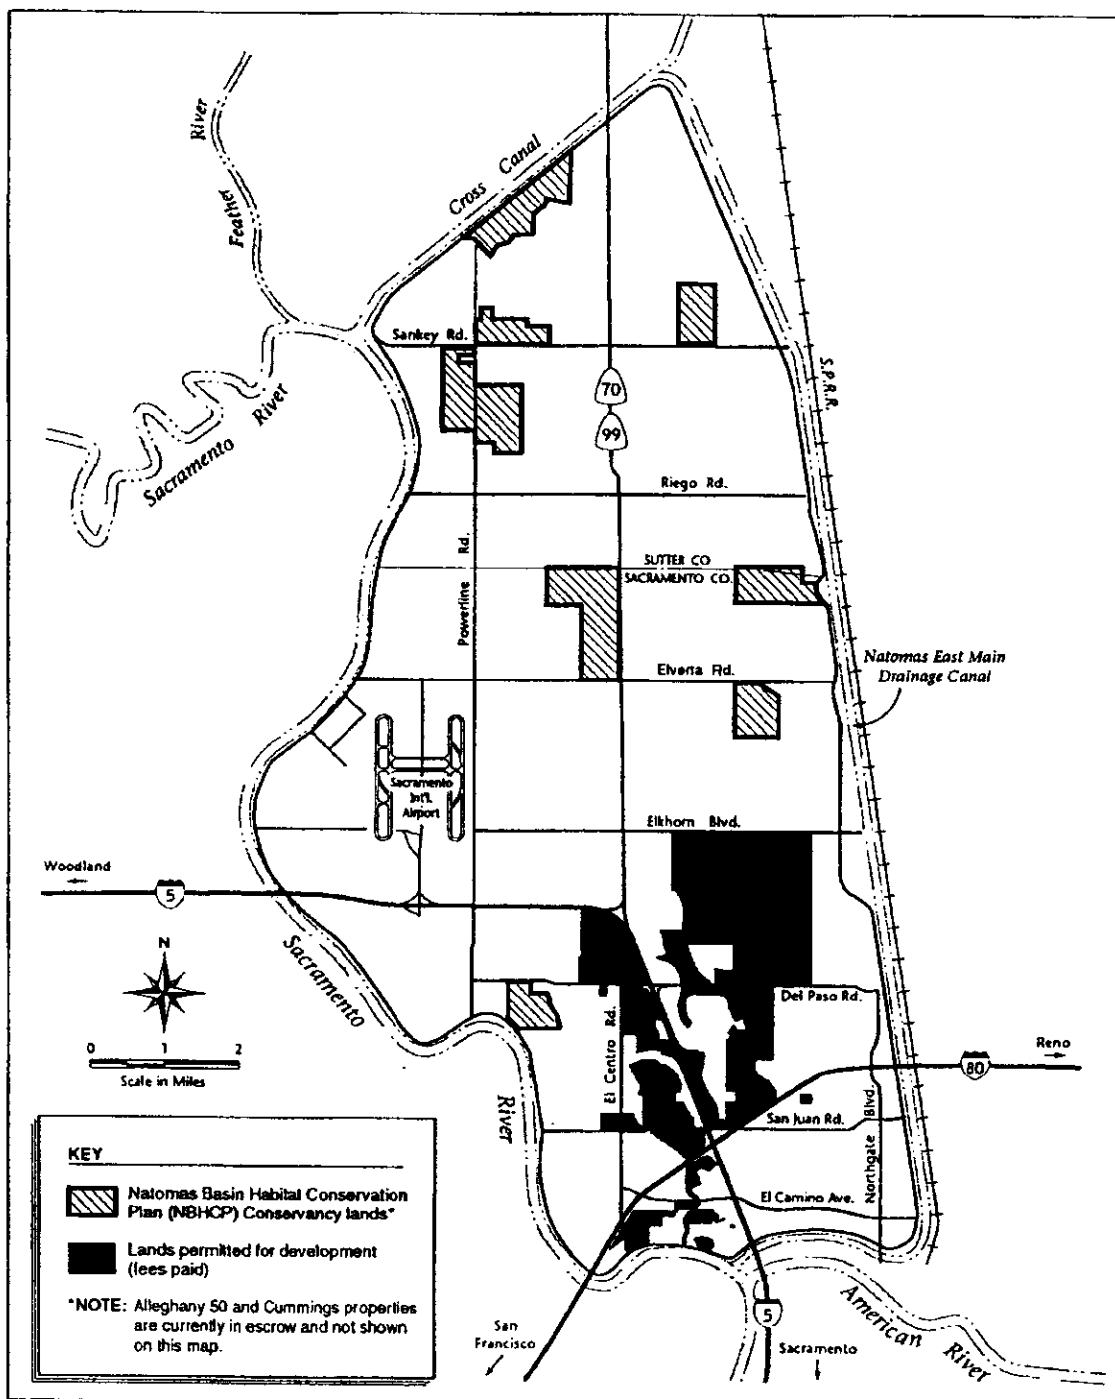 River
Feather
Cross Canal
Sankey Rd.
Sacramento River
S.P.R.R.
70
99
Riego Rd.
Powerline Rd.
SUTTER CO
SACRAMENTO CO.
Elverta Rd.
Natomas East Main
Drainage Canal
Sacramento
Int'l.
Airport
Elkhorn Blvd.
Woodland
5
N
Sacramento
River
Del Paso Rd.
El Centro Rd.
Reno
80
0 1 2
Scale in Miles
San Juan Rd.
Northgate Blvd.
El Camino Ave.
KEY
Natomas Basin Habital Conservation
Plan (NBHCP) Conservancy lands*
Lands permitted for development
(fees paid)
*NOTE: Alleghany 50 and Cummings properties
are currently in escrow and not shown
on this map.
San
Francisco
5
Sacramento
American River